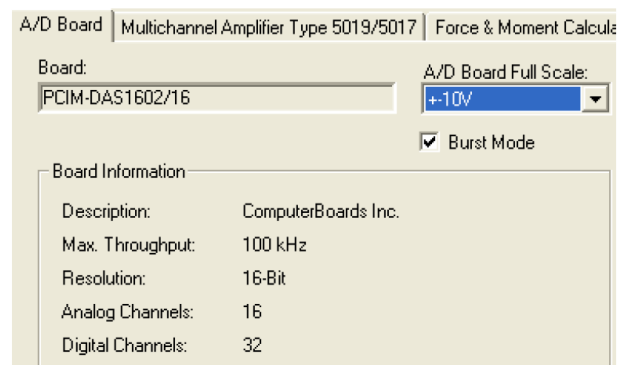 A/D Board Multichannel Amplifier Type 5019/5017 Force & Moment Calcula
Board: A/D Board Full Scale:
PCIM-DAS1602/16 +-10V
Burst Mode
Board Information
Description: ComputerBoards Inc.
Max. Throughput: 100 kHz
Resolution: 16-Bit
Analog Channels: 16
Digital Channels: 32